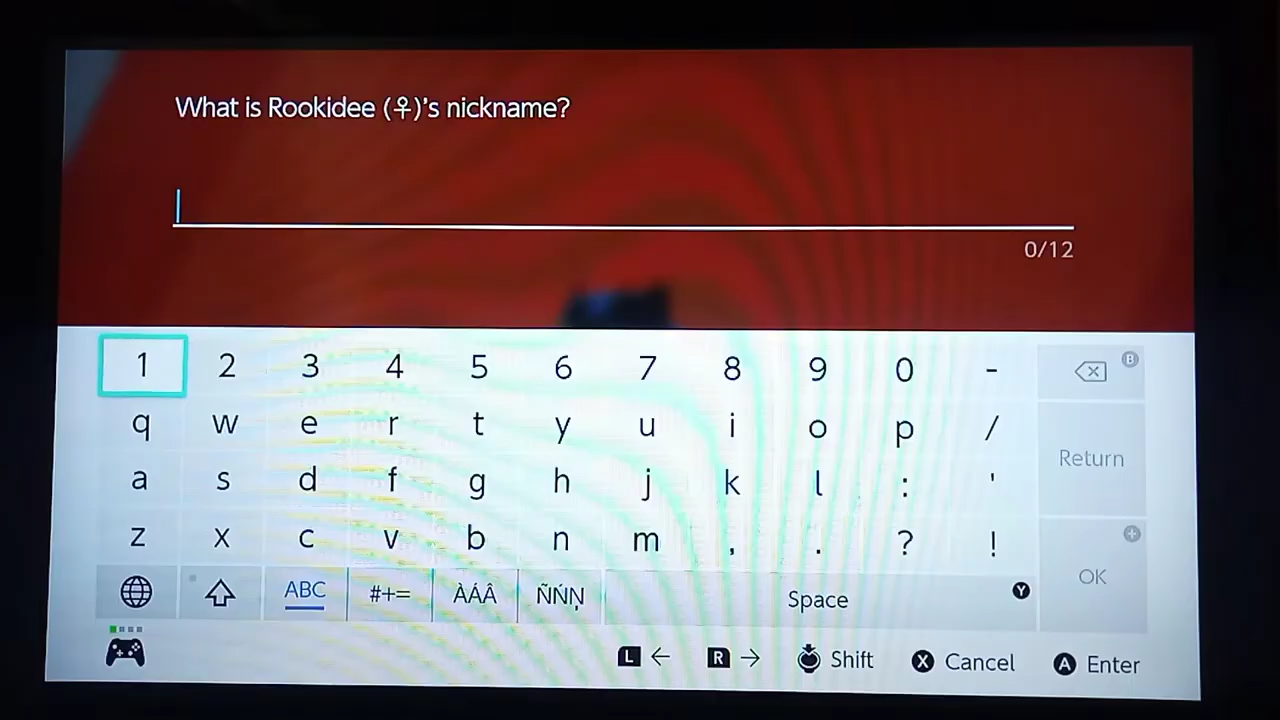 What is Rookidee (♀)'s nickname?
0/12
1 2 3 4 5 6 7 8 9 0 -
q w e r t y u i o p /
a s d f g h j k l : '
z x c v b n m , . ? !
B
Return
OK
ABC #+= ÀÁÂ ÑŃŅ Space Y
L ← R → Shift X Cancel A Enter